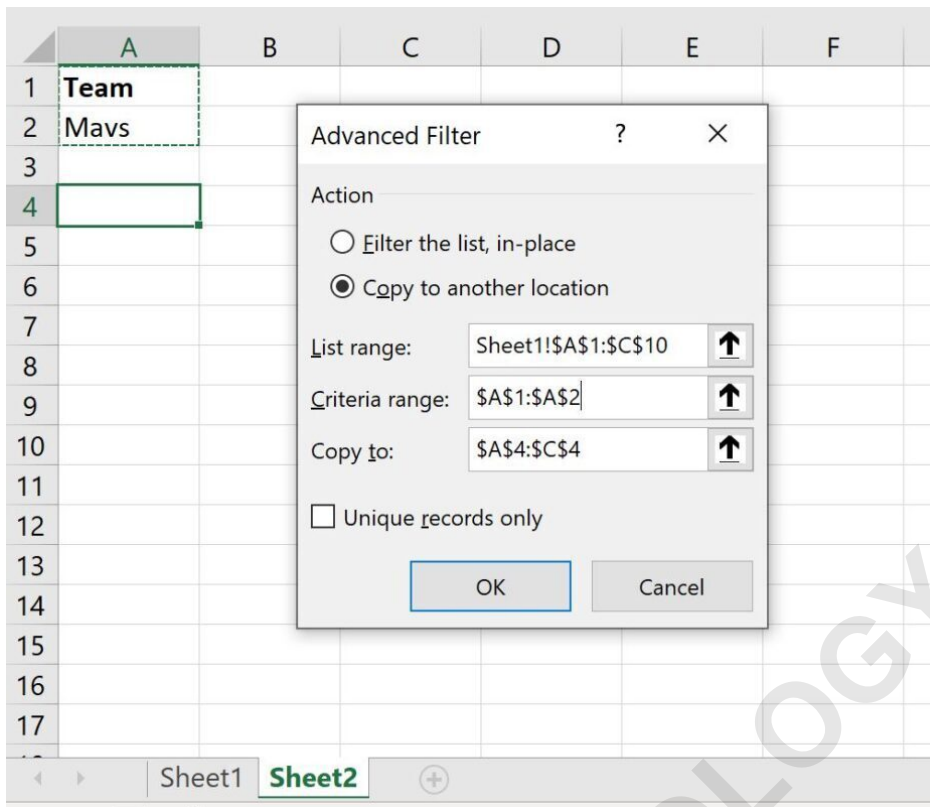 A B C D E F
1 Team
2 Mavs
3
4
5
6
7
8
9
10
11
12
13
14
15
16
17
Advanced Filter ? ×
Action
Filter the list, in-place
Copy to another location
List range: Sheet1!$A$1:$C$10
Criteria range: $A$1:$A$2
Copy to: $A$4:$C$4
Unique records only
OK Cancel
Sheet1 Sheet2